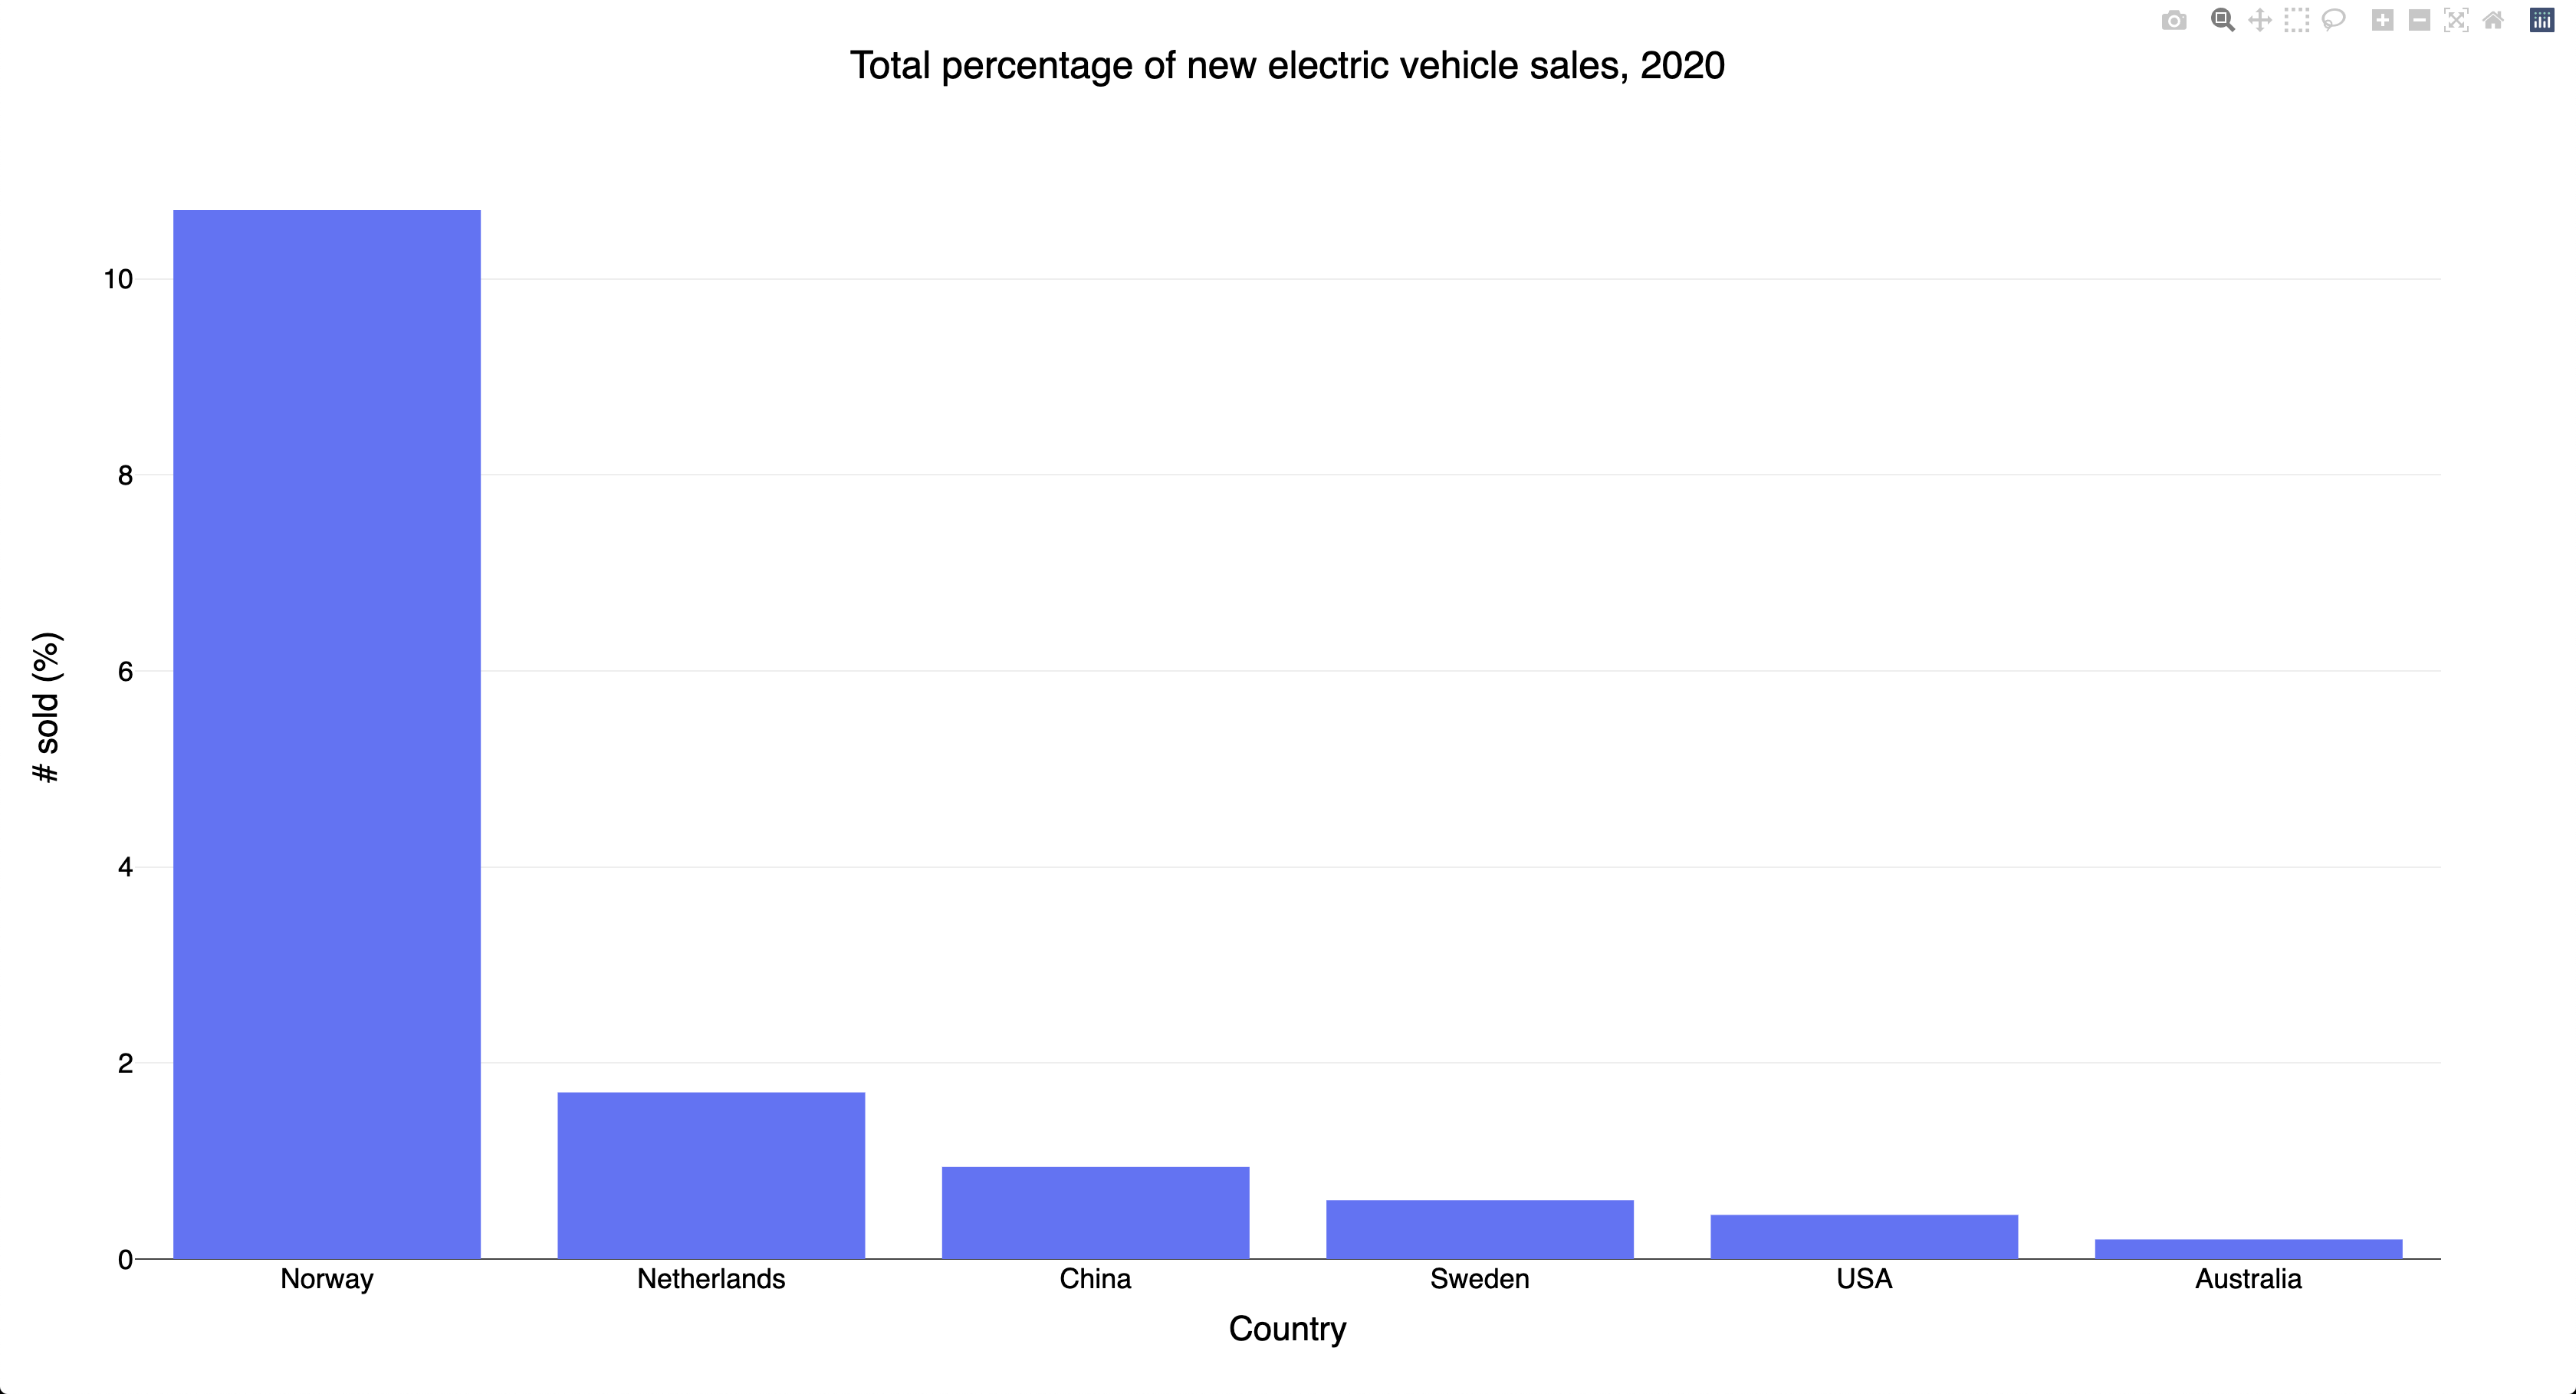 Total percentage of new electric vehicle sales, 2020
10
8
6
4
2
0
# sold (%)
Norway Netherlands China Sweden USA Australia
Country